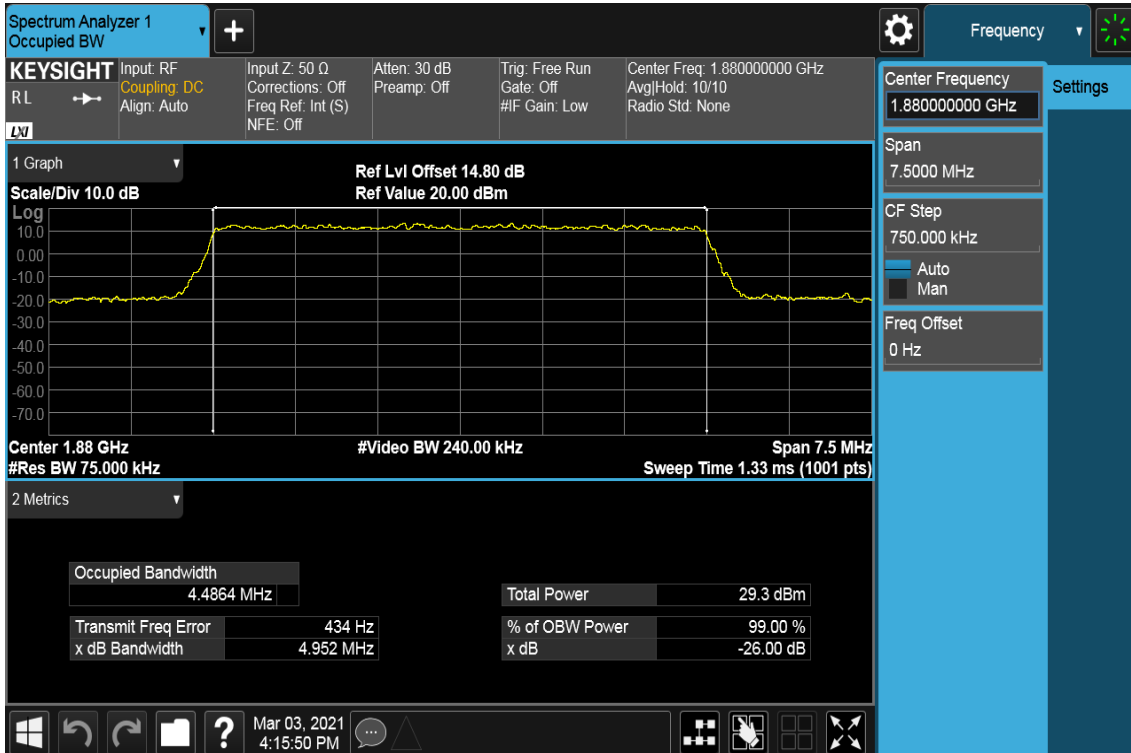 Spectrum Analyzer 1
Occupied BW
+
Frequency
KEYSIGHT
R L
LXI
Input: RF
Coupling: DC
Align: Auto
Input Z: 50 Ω
Corrections: Off
Freq Ref: Int (S)
NFE: Off
Atten: 30 dB
Preamp: Off
Trig: Free Run
Gate: Off
#IF Gain: Low
Center Freq: 1.880000000 GHz
Avg|Hold: 10/10
Radio Std: None
1 Graph
Scale/Div 10.0 dB
Ref Lvl Offset 14.80 dB
Ref Value 20.00 dBm
Log
10.0
0.00
-10.0
-20.0
-30.0
-40.0
-50.0
-60.0
-70.0
Center 1.88 GHz
#Res BW 75.000 kHz
#Video BW 240.00 kHz
Span 7.5 MHz
Sweep Time 1.33 ms (1001 pts)
2 Metrics
Occupied Bandwidth
4.4864 MHz
Transmit Freq Error 434 Hz
x dB Bandwidth 4.952 MHz
Total Power 29.3 dBm
% of OBW Power 99.00 %
x dB -26.00 dB
Center Frequency
1.880000000 GHz
Settings
Span
7.5000 MHz
CF Step
750.000 kHz
Auto
Man
Freq Offset
0 Hz
?
Mar 03, 2021
4:15:50 PM